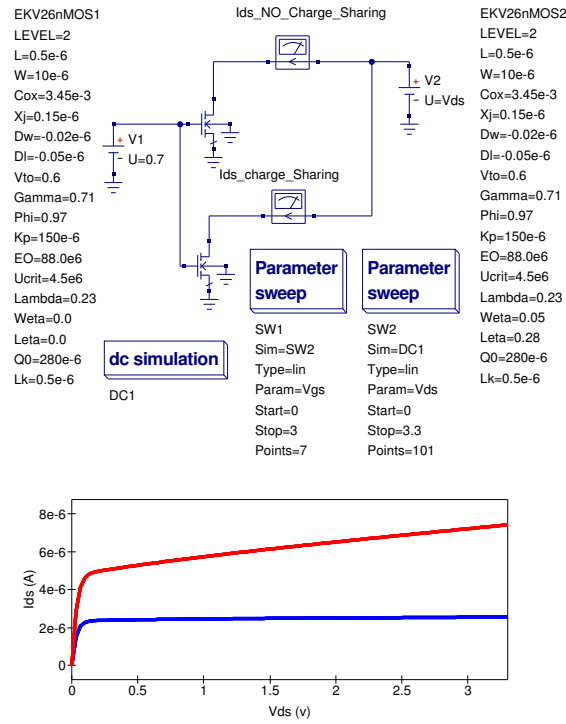 EKV26nMOS1
LEVEL=2
L=0.5e-6
W=10e-6
Cox=3.45e-3
Xj=0.15e-6
Dw=-0.02e-6
Dl=-0.05e-6
Vto=0.6
Gamma=0.71
Phi=0.97
Kp=150e-6
EO=88.0e6
Ucrit=4.5e6
Lambda=0.23
Weta=0.0
Leta=0.0
Q0=280e-6
Lk=0.5e-6
Ids_NO_Charge_Sharing
V1
U=0.7
V2
U=Vds
Ids_charge_Sharing
dc simulation
DC1
Parameter
sweep
SW1
Sim=SW2
Type=lin
Param=Vgs
Start=0
Stop=3
Points=7
Parameter
sweep
SW2
Sim=DC1
Type=lin
Param=Vds
Start=0
Stop=3.3
Points=101
EKV26nMOS2
LEVEL=2
L=0.5e-6
W=10e-6
Cox=3.45e-3
Xj=0.15e-6
Dw=-0.02e-6
Dl=-0.05e-6
Vto=0.6
Gamma=0.71
Phi=0.97
Kp=150e-6
EO=88.0e6
Ucrit=4.5e6
Lambda=0.23
Weta=0.05
Leta=0.28
Q0=280e-6
Lk=0.5e-6
Ids (A)
8e-6
6e-6
4e-6
2e-6
0
0 0.5 1 1.5 2 2.5 3
Vds (v)